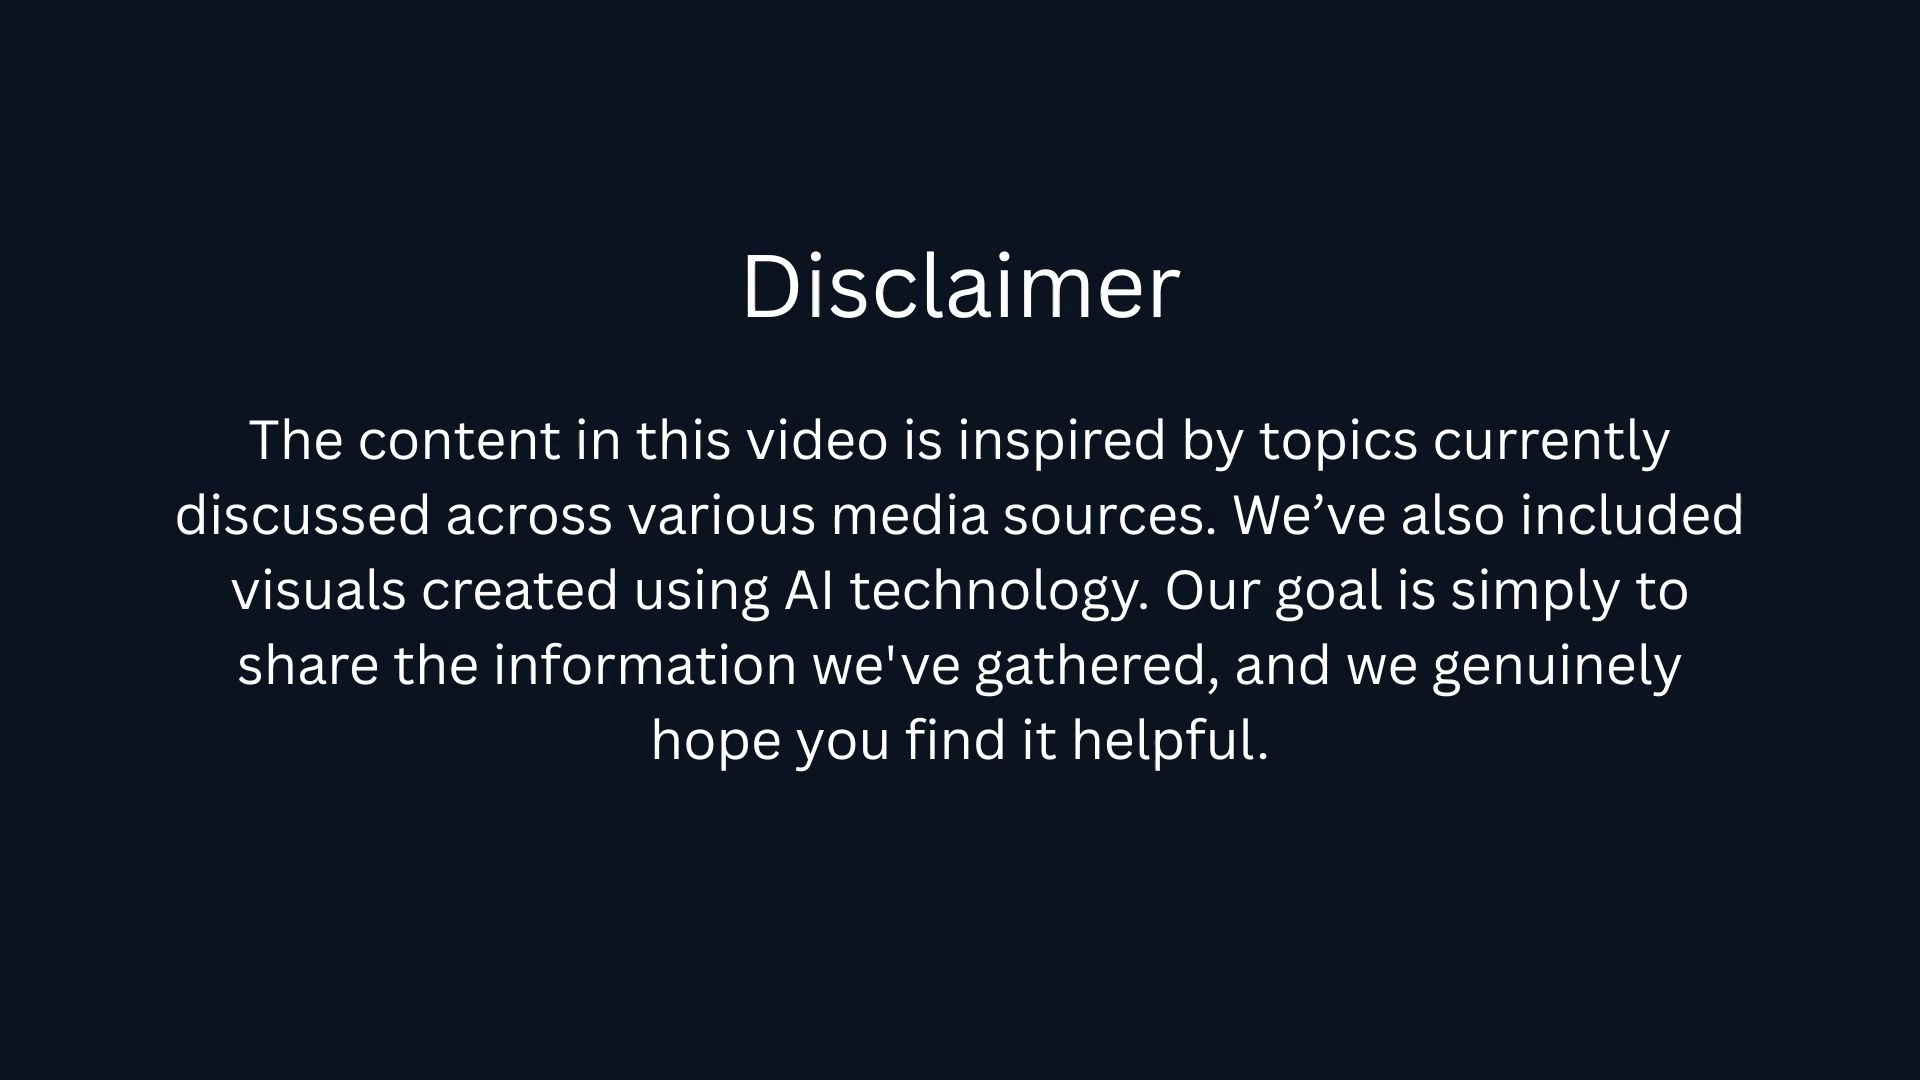 Disclaimer
The content in this video is inspired by topics currently
discussed across various media sources. We’ve also included
visuals created using AI technology. Our goal is simply to
share the information we've gathered, and we genuinely
hope you find it helpful.